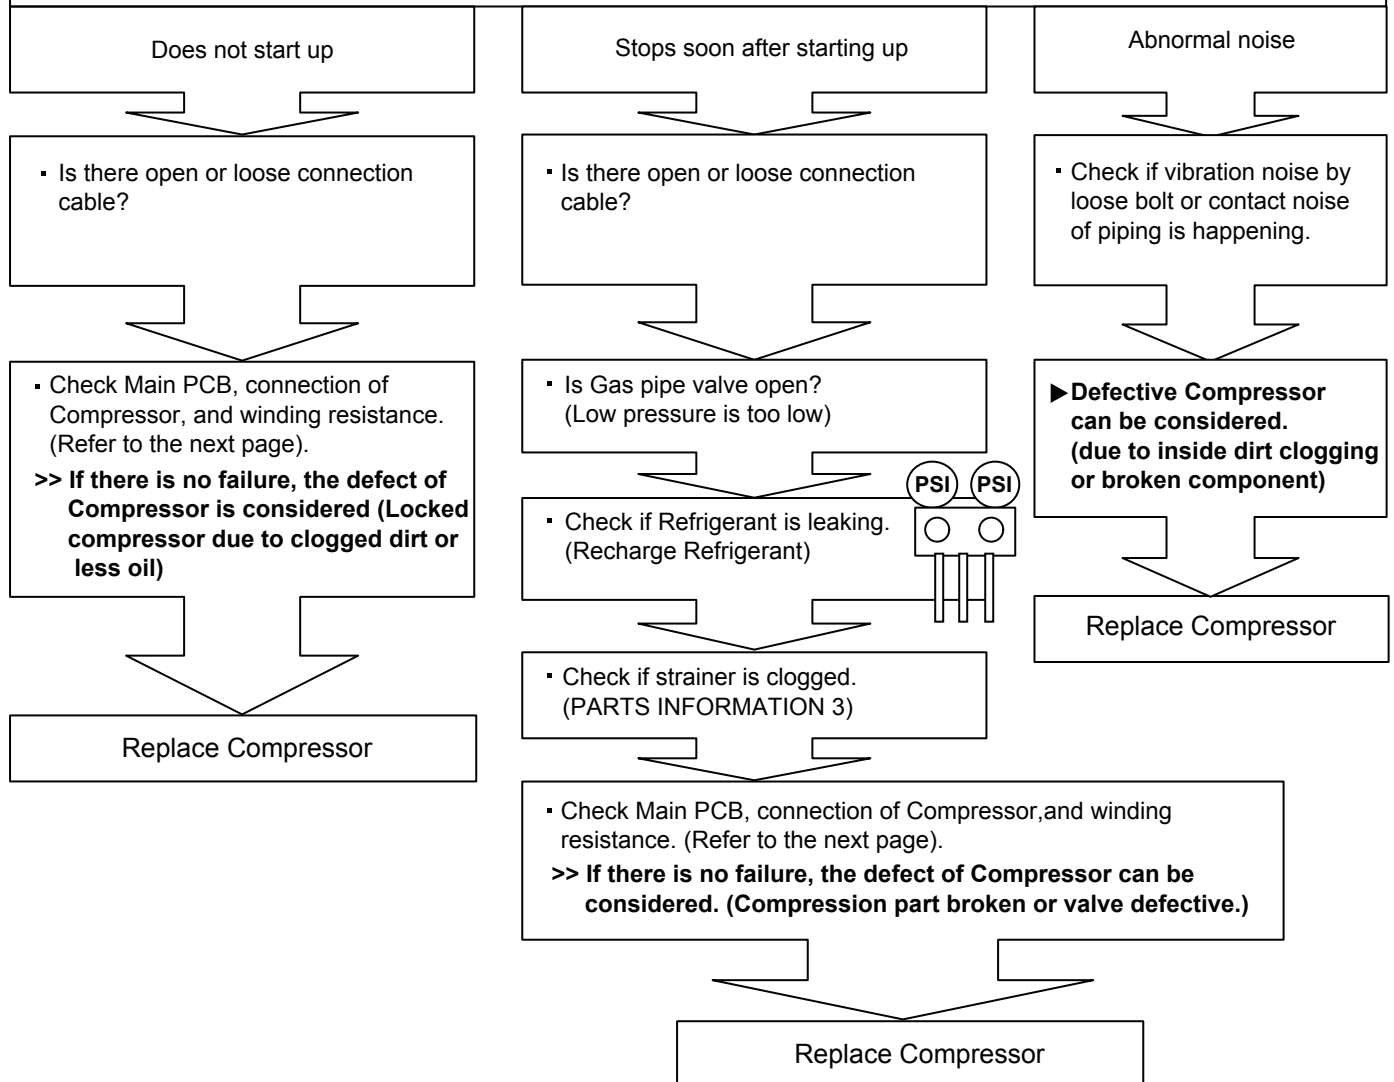 Does not start up
▪ Is there open or loose connection
cable?
▪ Check Main PCB, connection of
Compressor, and winding resistance.
(Refer to the next page).
>> If there is no failure, the defect of
Compressor is considered (Locked
compressor due to clogged dirt or
less oil)
Replace Compressor
Stops soon after starting up
▪ Is there open or loose connection
cable?
▪ Is Gas pipe valve open?
(Low pressure is too low)
▪ Check if Refrigerant is leaking.
(Recharge Refrigerant)
PSI PSI
▪ Check if strainer is clogged.
(PARTS INFORMATION 3)
▪ Check Main PCB, connection of Compressor,and winding
resistance. (Refer to the next page).
>> If there is no failure, the defect of Compressor can be
considered. (Compression part broken or valve defective.)
Replace Compressor
Abnormal noise
▪ Check if vibration noise by
loose bolt or contact noise
of piping is happening.
▶Defective Compressor
can be considered.
(due to inside dirt clogging
or broken component)
Replace Compressor